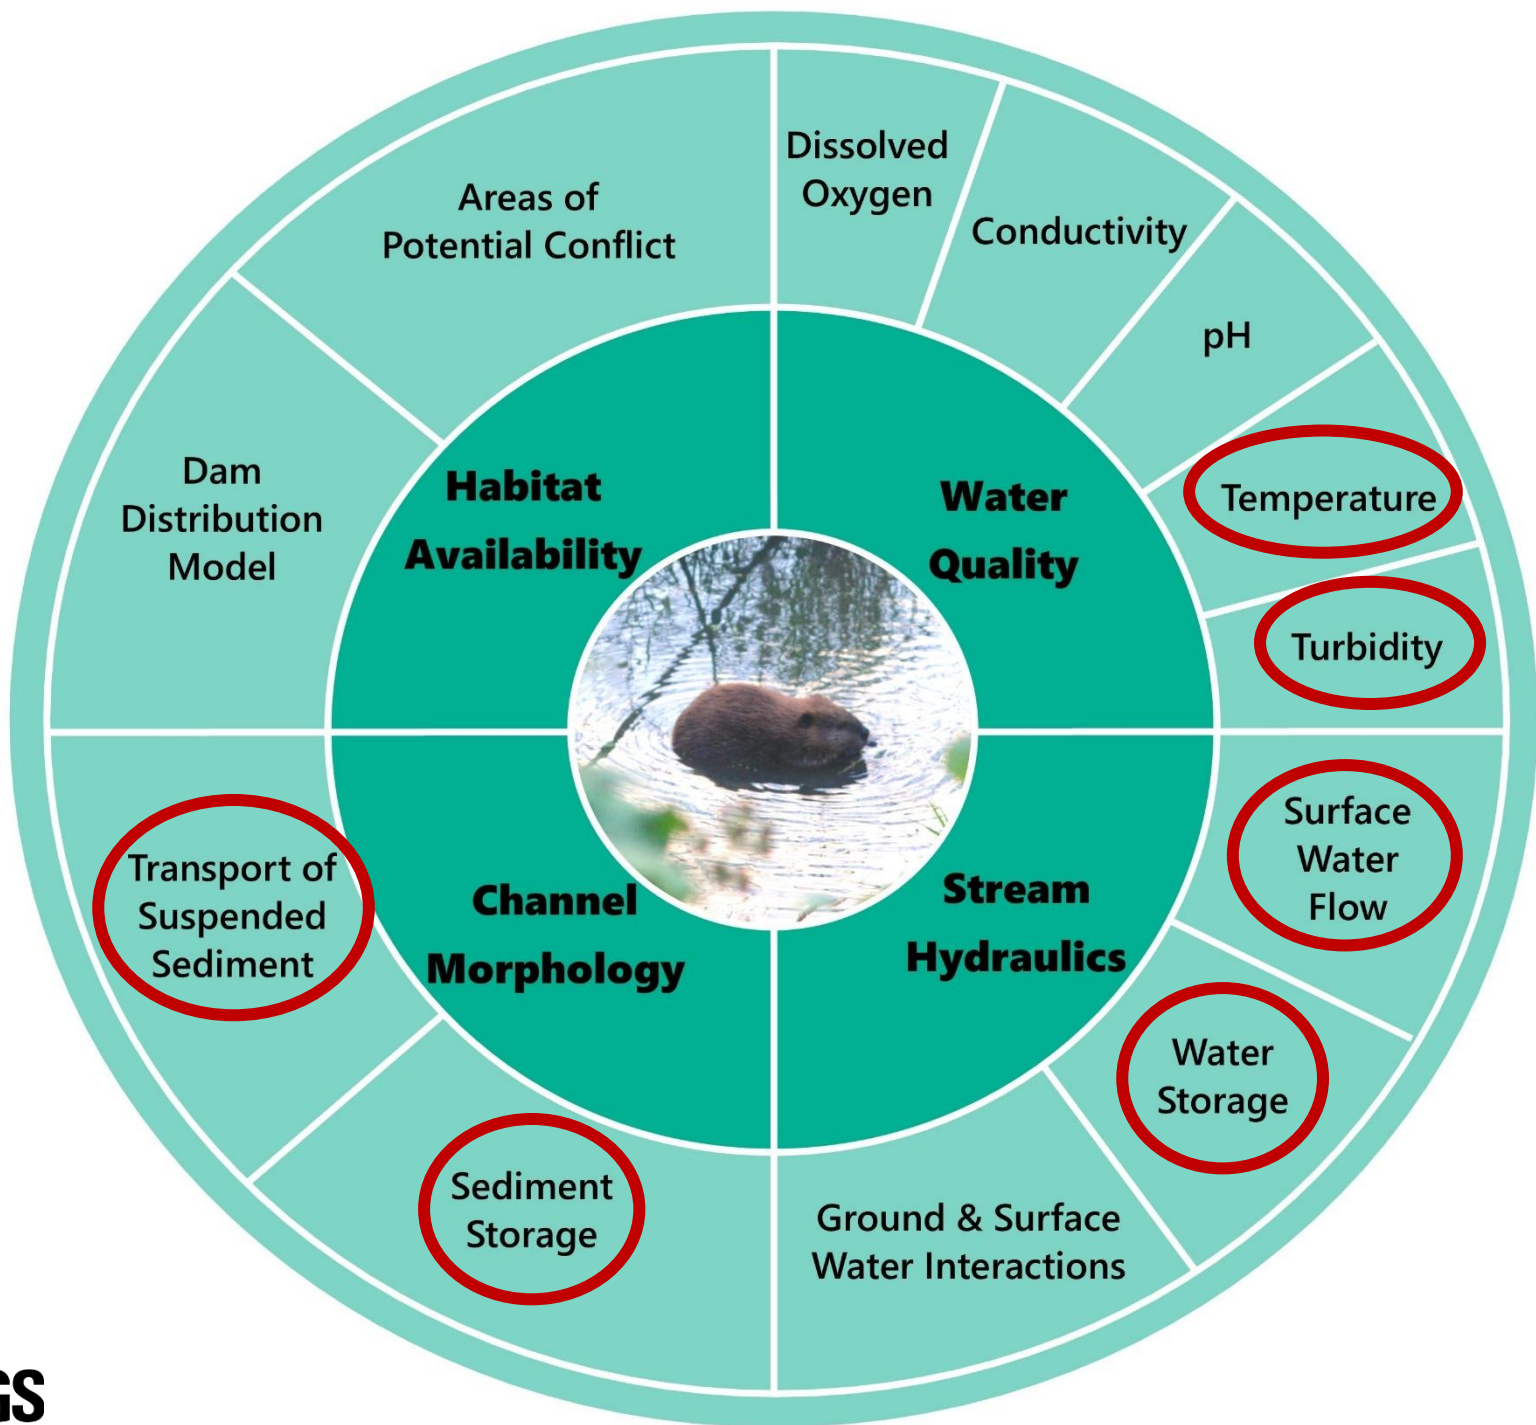 Areas of
Potential Conflict
Dissolved
Oxygen
Conductivity
pH
Temperature
Turbidity
Dam
Distribution
Model
Habitat
Availability
Water
Quality
Surface
Water
Flow
Water
Storage
Stream
Hydraulics
Ground & Surface
Water Interactions
Channel
Morphology
Transport of
Suspended
Sediment
Sediment
Storage
GS